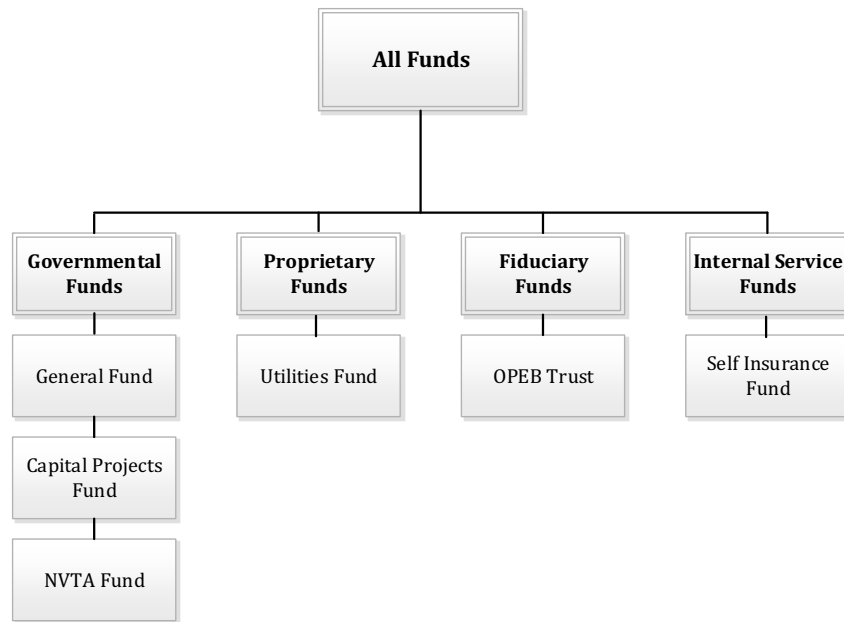 All Funds
Governmental
Funds
Proprietary
Funds
Fiduciary
Funds
Internal Service
Funds
General Fund
Utilities Fund
OPEB Trust
Self Insurance
Fund
Capital Projects
Fund
NVTA Fund